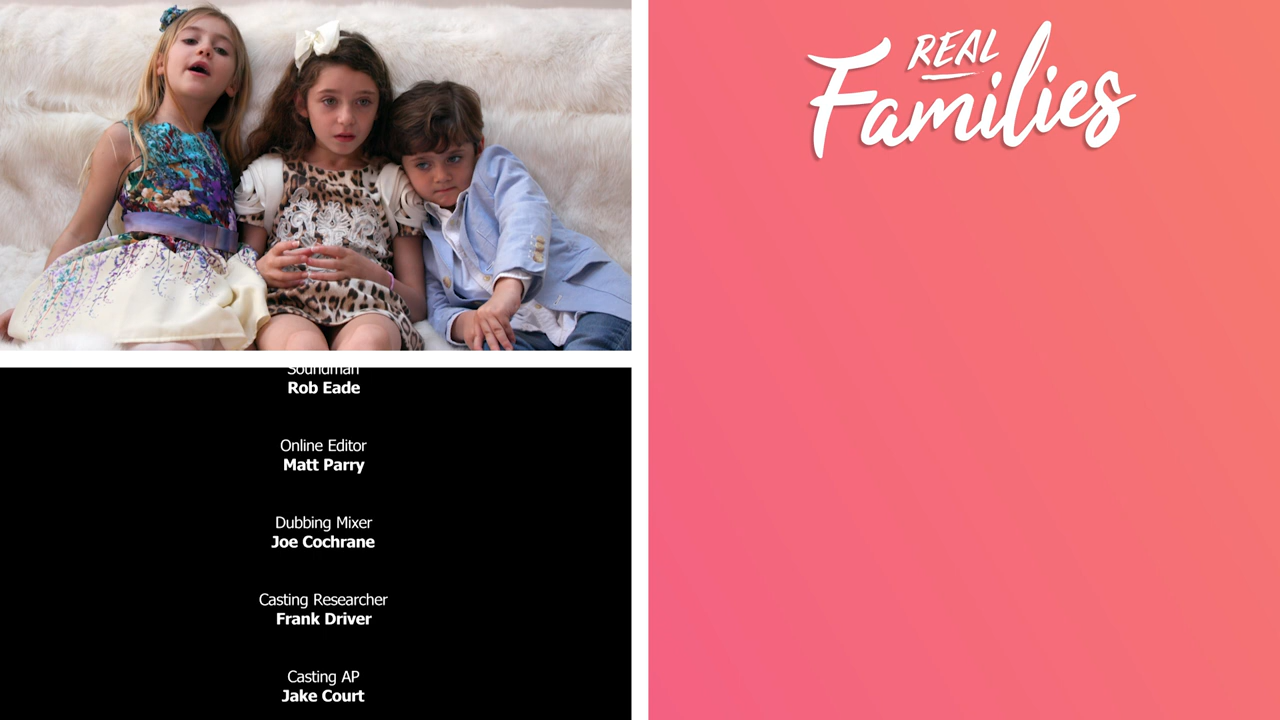 REAL
Families
Soundman
Rob Eade
Online Editor
Matt Parry
Dubbing Mixer
Joe Cochrane
Casting Researcher
Frank Driver
Casting AP
Jake Court